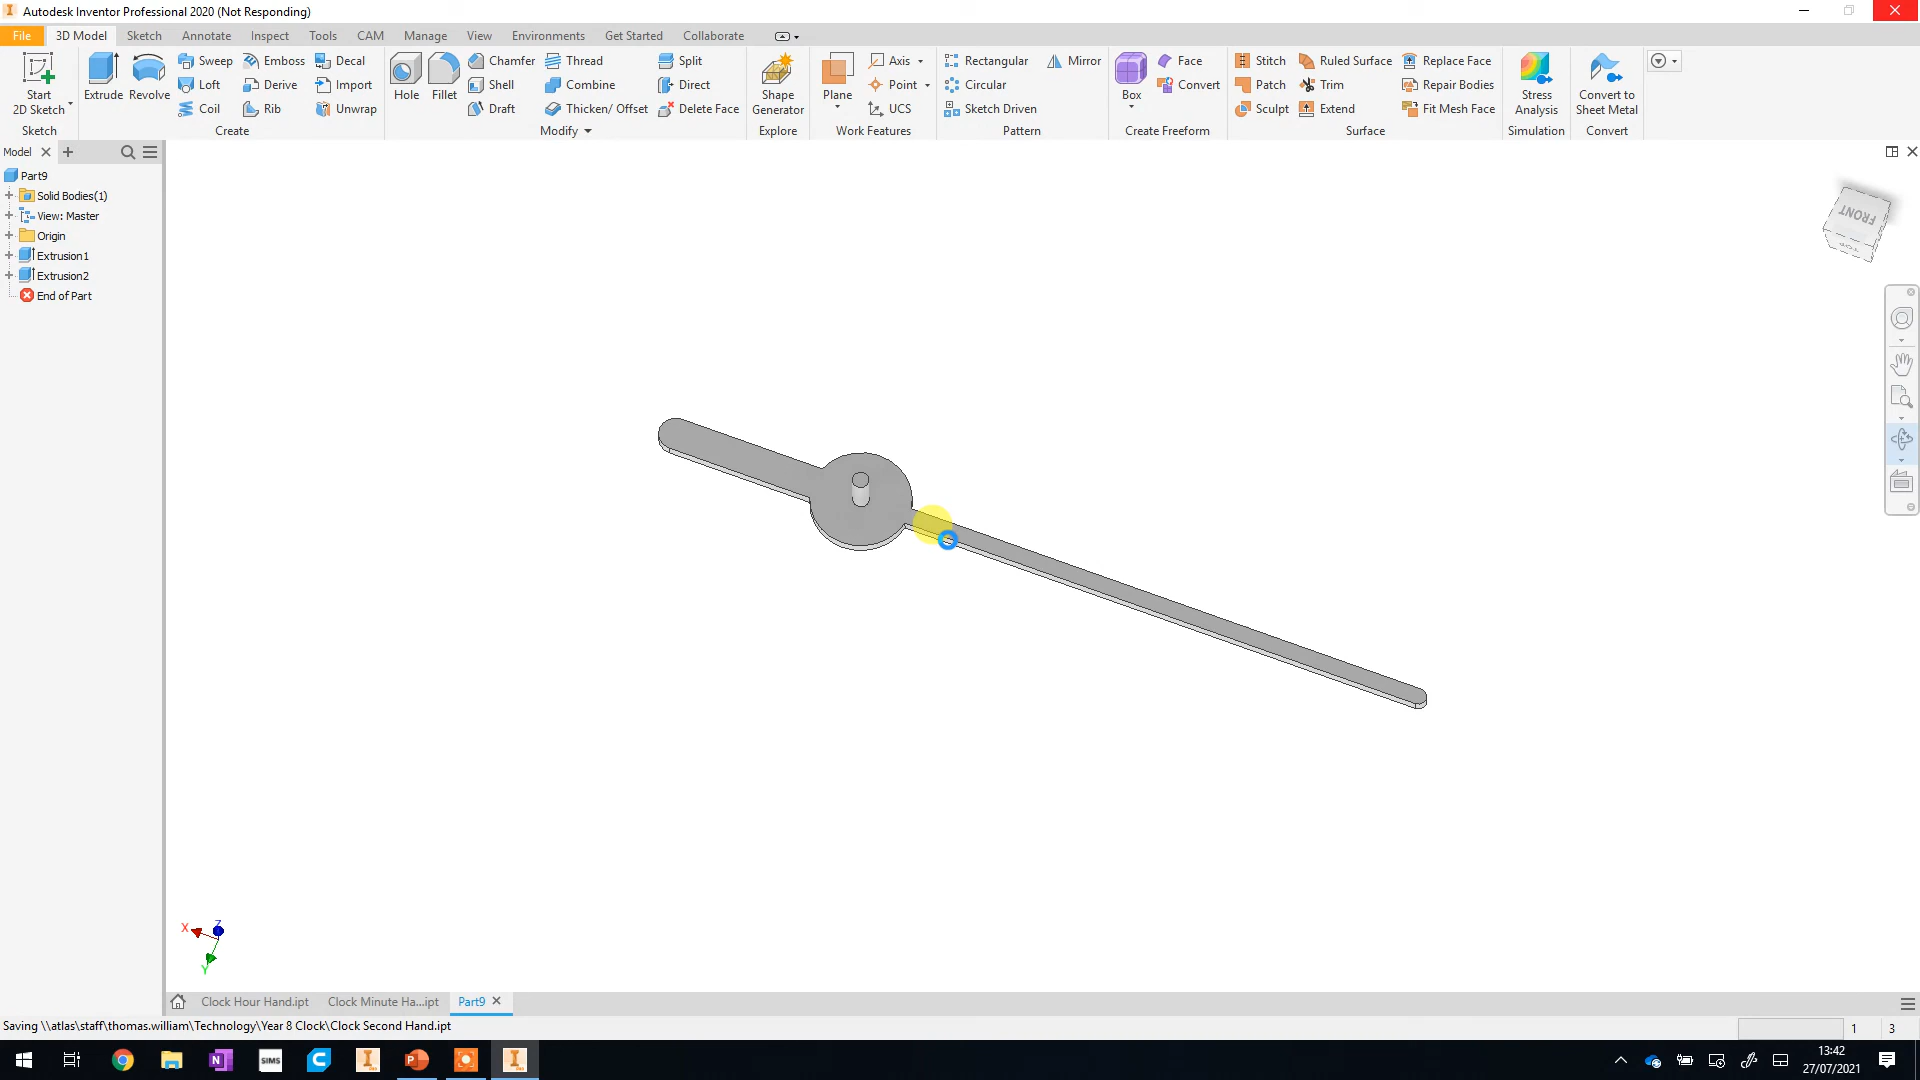 Autodesk Inventor Professional 2020 (Not Responding)
File 3D Model Sketch Annotate Inspect Tools CAM Manage View Environments Get Started Collaborate
Start 2D Sketch
Sketch
Extrude Revolve Sweep Loft Coil Emboss Derive Rib Decal Import Unwrap
Create
Hole Fillet Chamfer Shell Draft Thread Combine Thicken/ Offset Split Direct Delete Face
Modify
Shape Generator
Explore
Plane Axis Point UCS
Work Features
Rectangular Circular Sketch Driven Mirror
Pattern
Box Face Convert
Create Freeform
Stitch Patch Sculpt Ruled Surface Trim Extend Replace Face Repair Bodies Fit Mesh Face
Surface
Stress Analysis
Simulation
Convert to Sheet Metal
Convert
Model
Part9
Solid Bodies(1)
View: Master
Origin
Extrusion1
Extrusion2
End of Part
FRONT
TOP
X Z
Y
Clock Hour Hand.ipt Clock Minute Ha...ipt Part9
Saving \\atlas\staff\thomas.william\Technology\Year 8 Clock\Clock Second Hand.ipt
1 3
SIMS
13:42
27/07/2021